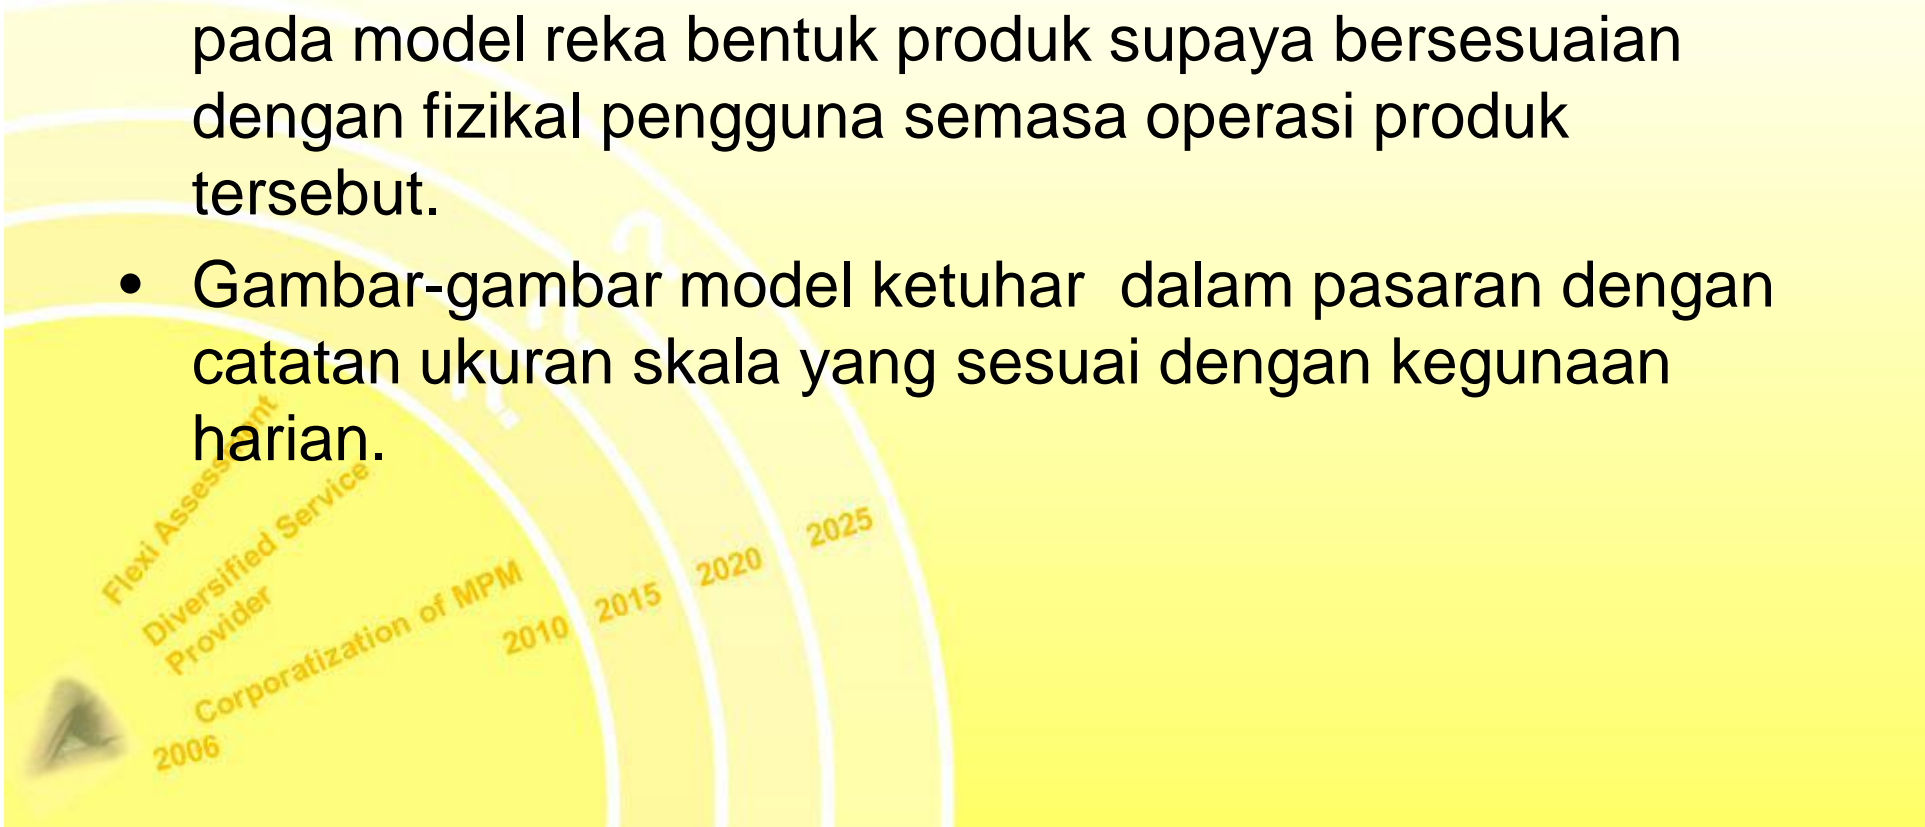 pada model reka bentuk produk supaya bersesuaian
dengan fizikal pengguna semasa operasi produk
tersebut.
• Gambar-gambar model ketuhar dalam pasaran dengan
catatan ukuran skala yang sesuai dengan kegunaan
harian.
Flexi Assessment
Diversified Service
Provider
Corporatization of MPM
2006
2010
2015
2020
2025
? ? ?